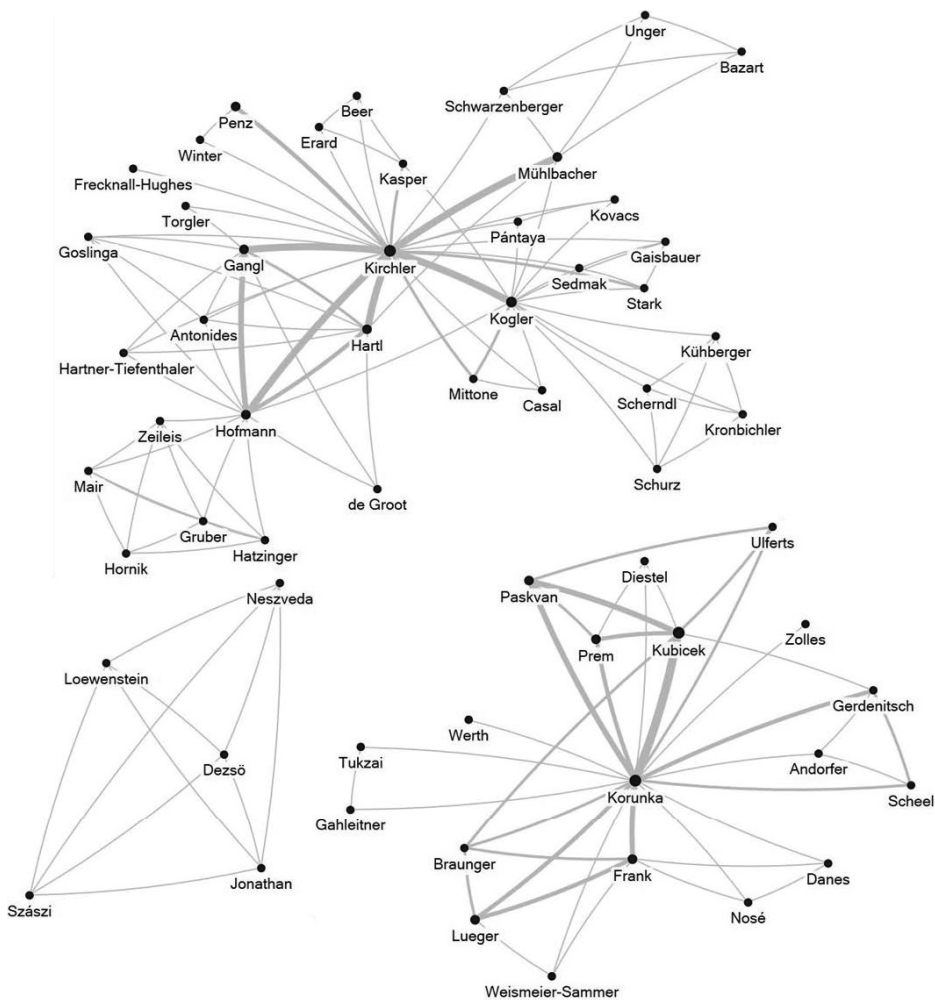 Unger
Bazart
Schwarzenberger
Beer
Penz
Erard
Winter
Kasper
Mühlbacher
Frecknall-Hughes
Torgler
Kovacs
Pántaya
Goslinga
Gangl
Kirchler
Gaisbauer
Sedmak
Stark
Kogler
Antonides
Hartl
Kühberger
Hartner-Tiefenthaler
Mittone
Casal
Scherndl
Kronbichler
Hofmann
Zeileis
Mair
Schurz
de Groot
Gruber
Hatzinger
Hornik
Ulferts
Diestel
Paskvan
Neszveda
Zolles
Prem
Kubicek
Loewenstein
Gerdenitsch
Werth
Tukzai
Dezsö
Andorfer
Scheel
Korunka
Gahleitner
Braunger
Frank
Danes
Jonathan
Szászi
Nosé
Lueger
Weismeier-Sammer